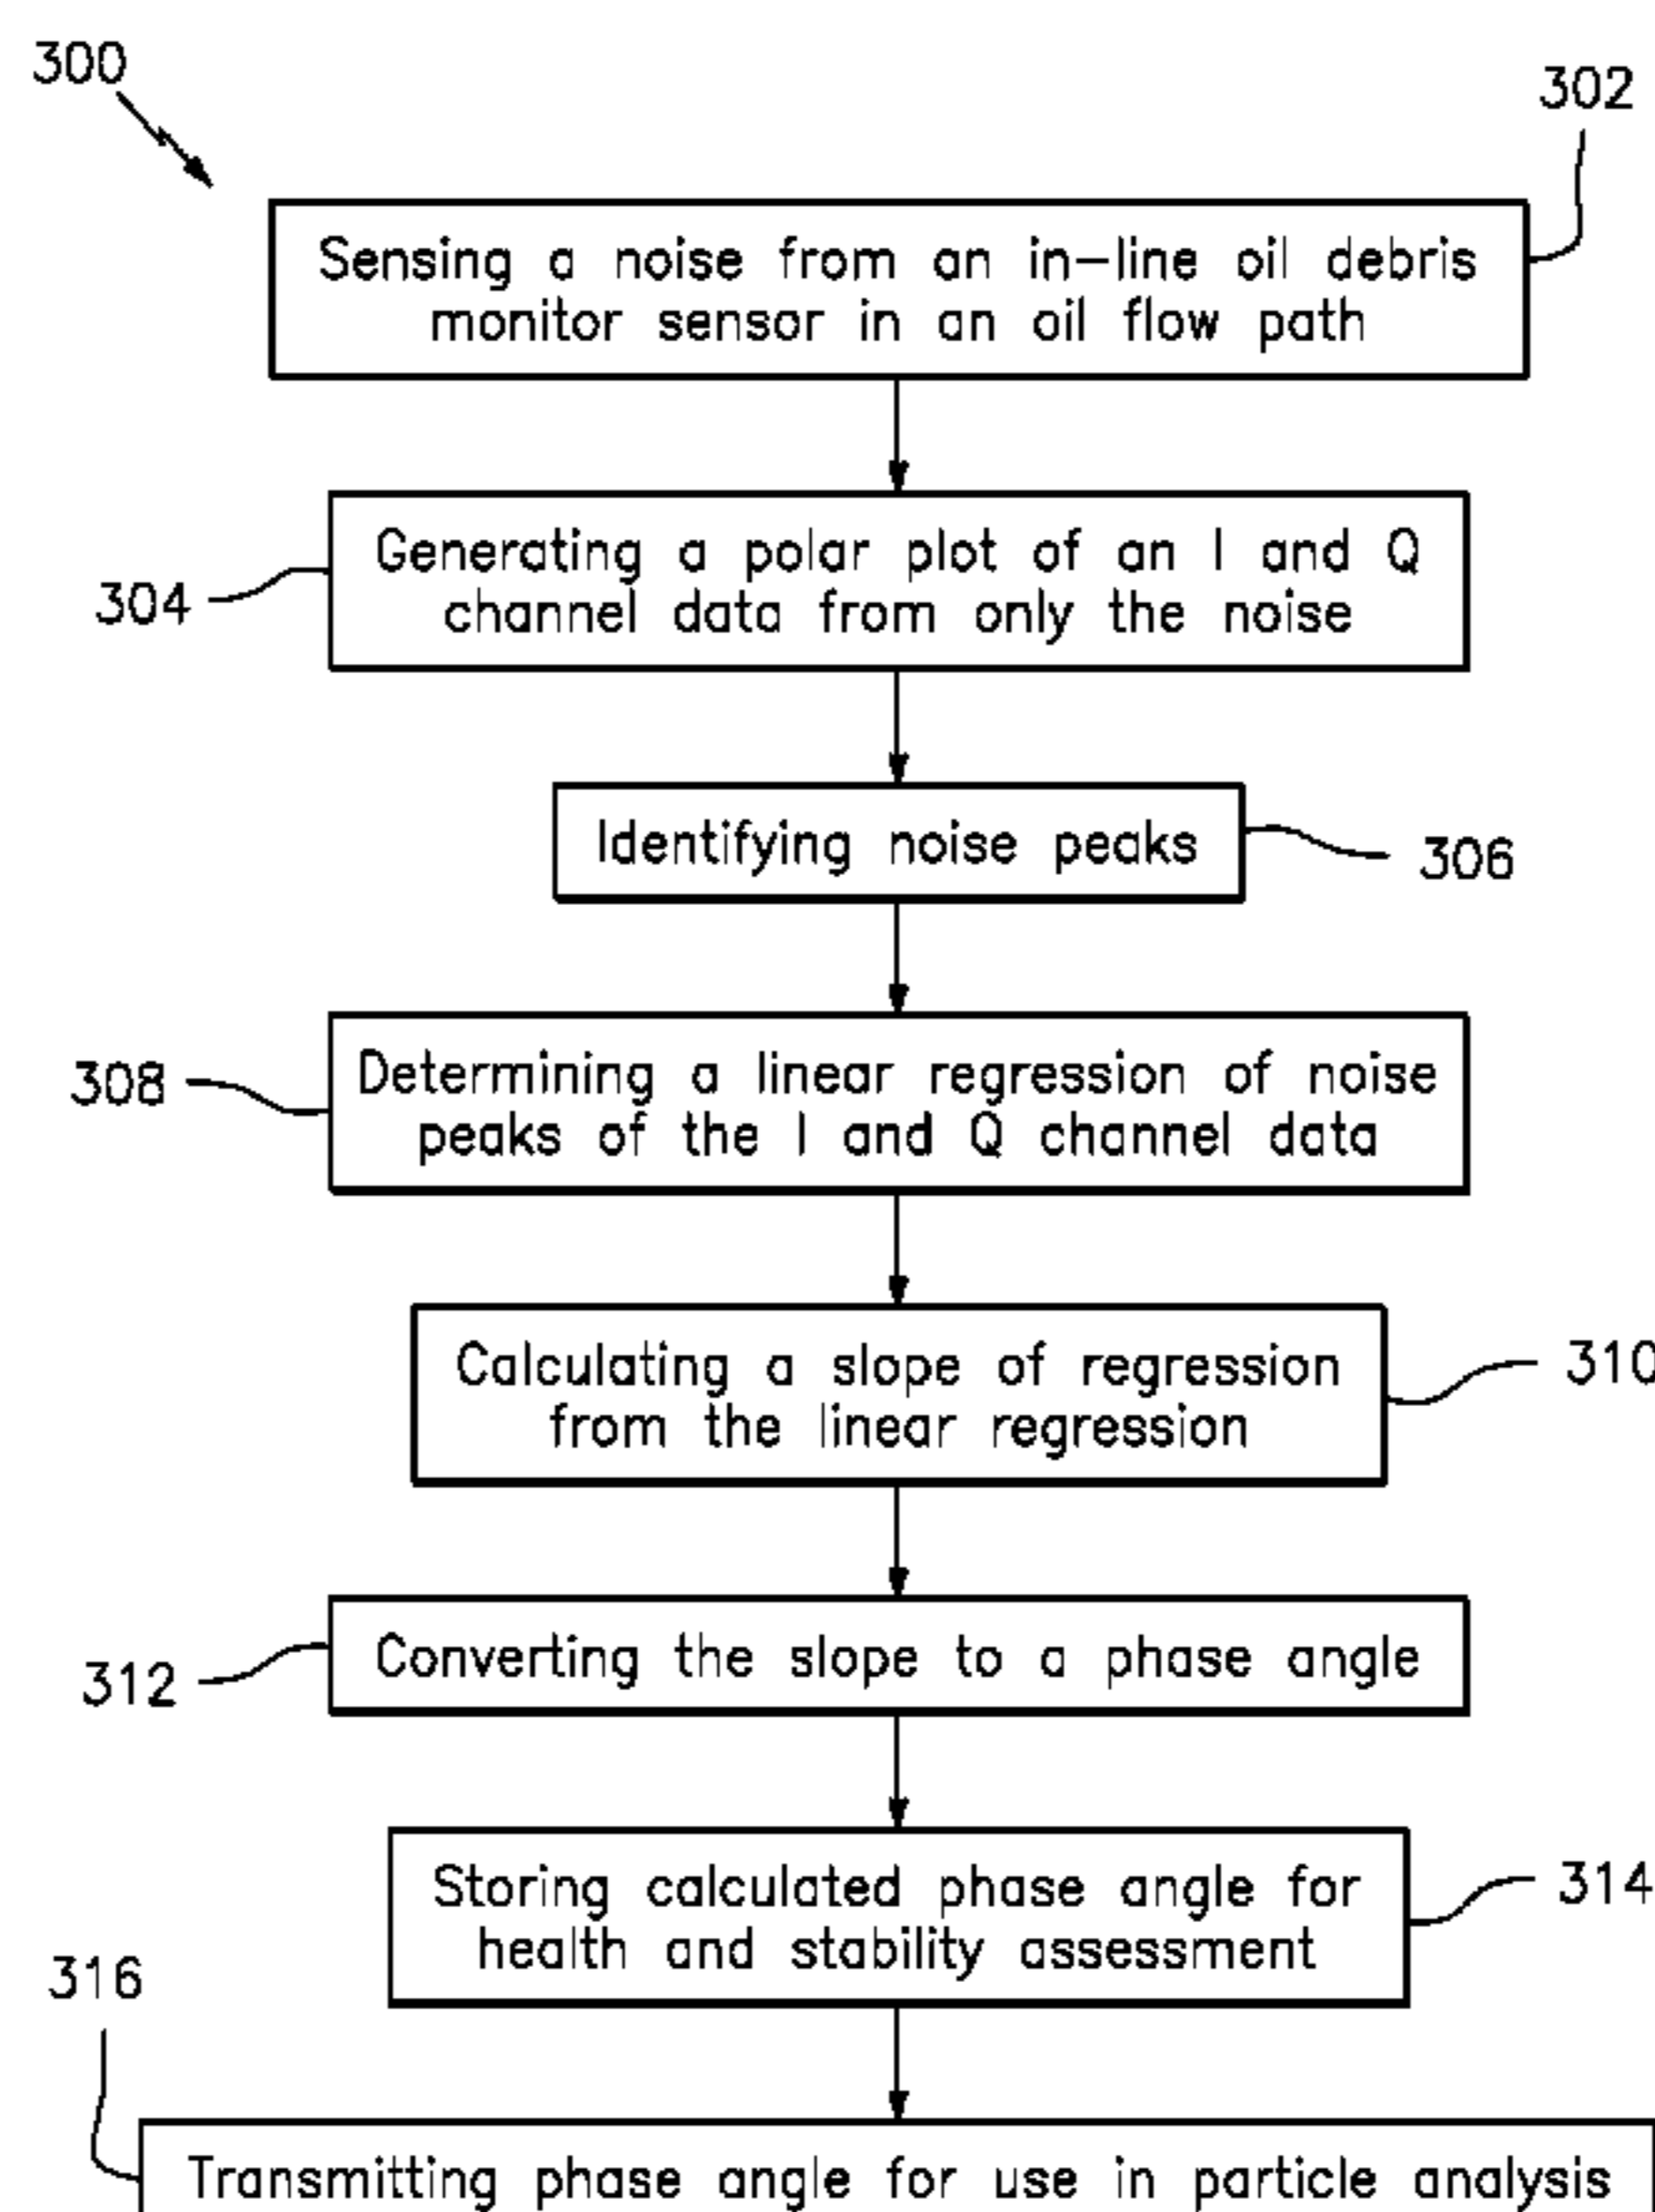 300
302
Sensing a noise from an in-line oil debris
monitor sensor in an oil flow path
304
Generating a polar plot of an I and Q
channel data from only the noise
Identifying noise peaks
306
308
Determining a linear regression of noise
peaks of the I and Q channel data
310
Calculating a slope of regression
from the linear regression
312
Converting the slope to a phase angle
314
Storing calculated phase angle for
health and stability assessment
316
Transmitting phase angle for use in particle analysis